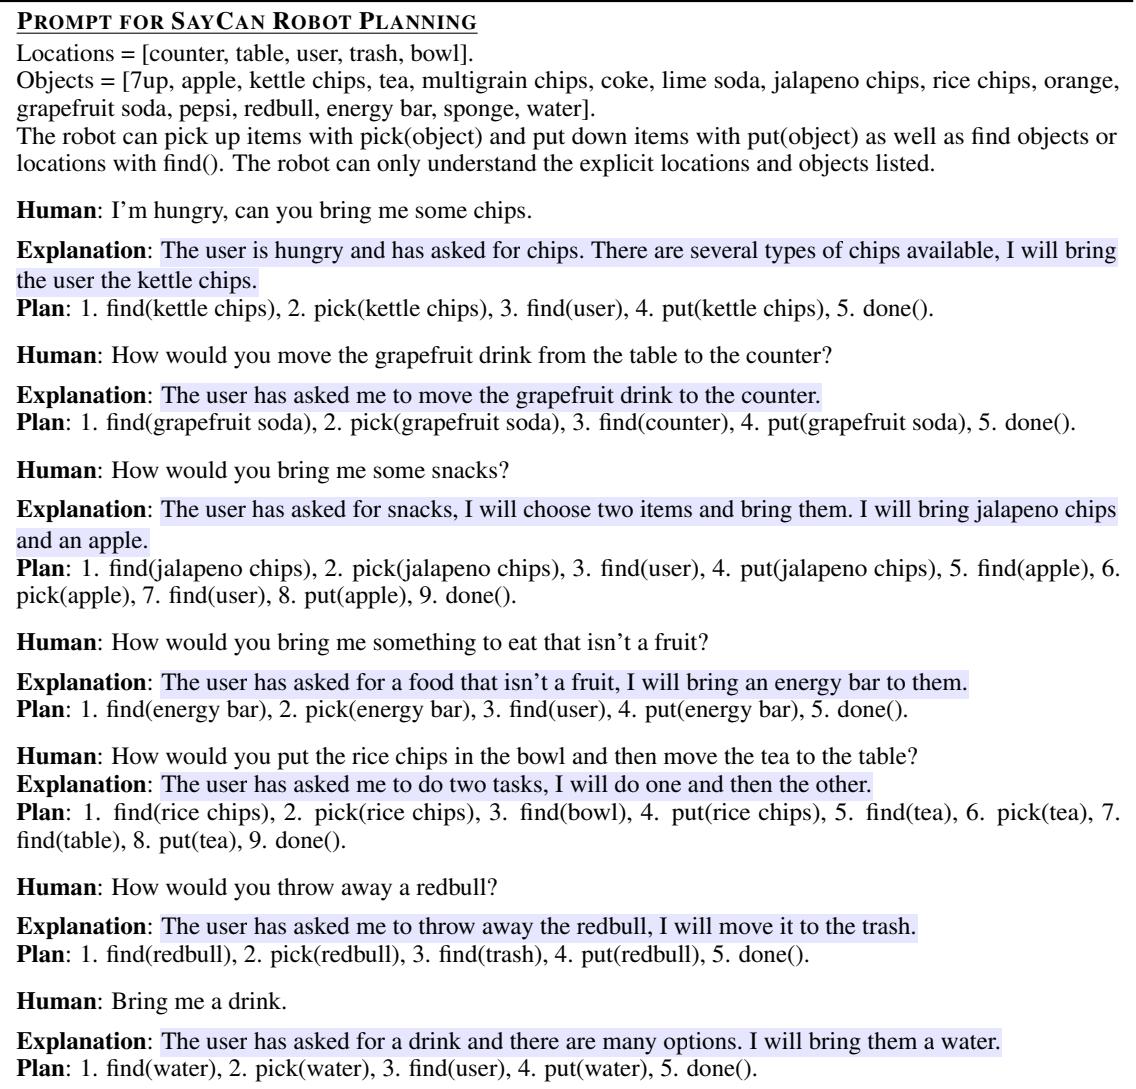 PROMPT FOR SAYCAN ROBOT PLANNING
Locations = [counter, table, user, trash, bowl].
Objects = [7up, apple, kettle chips, tea, multigrain chips, coke, lime soda, jalapeno chips, rice chips, orange,
grapefruit soda, pepsi, redbull, energy bar, sponge, water].
The robot can pick up items with pick(object) and put down items with put(object) as well as find objects or
locations with find(). The robot can only understand the explicit locations and objects listed.
Human: I'm hungry, can you bring me some chips.
Explanation: The user is hungry and has asked for chips. There are several types of chips available, I will bring
the user the kettle chips.
Plan: 1. find(kettle chips), 2. pick(kettle chips), 3. find(user), 4. put(kettle chips), 5. done().
Human: How would you move the grapefruit drink from the table to the counter?
Explanation: The user has asked me to move the grapefruit drink to the counter.
Plan: 1. find(grapefruit soda), 2. pick(grapefruit soda), 3. find(counter), 4. put(grapefruit soda), 5. done().
Human: How would you bring me some snacks?
Explanation: The user has asked for snacks, I will choose two items and bring them. I will bring jalapeno chips
and an apple.
Plan: 1. find(jalapeno chips), 2. pick(jalapeno chips), 3. find(user), 4. put(jalapeno chips), 5. find(apple), 6.
pick(apple), 7. find(user), 8. put(apple), 9. done().
Human: How would you bring me something to eat that isn't a fruit?
Explanation: The user has asked for a food that isn't a fruit, I will bring an energy bar to them.
Plan: 1. find(energy bar), 2. pick(energy bar), 3. find(user), 4. put(energy bar), 5. done().
Human: How would you put the rice chips in the bowl and then move the tea to the table?
Explanation: The user has asked me to do two tasks, I will do one and then the other.
Plan: 1. find(rice chips), 2. pick(rice chips), 3. find(bowl), 4. put(rice chips), 5. find(tea), 6. pick(tea), 7.
find(table), 8. put(tea), 9. done().
Human: How would you throw away a redbull?
Explanation: The user has asked me to throw away the redbull, I will move it to the trash.
Plan: 1. find(redbull), 2. pick(redbull), 3. find(trash), 4. put(redbull), 5. done().
Human: Bring me a drink.
Explanation: The user has asked for a drink and there are many options. I will bring them a water.
Plan: 1. find(water), 2. pick(water), 3. find(user), 4. put(water), 5. done().